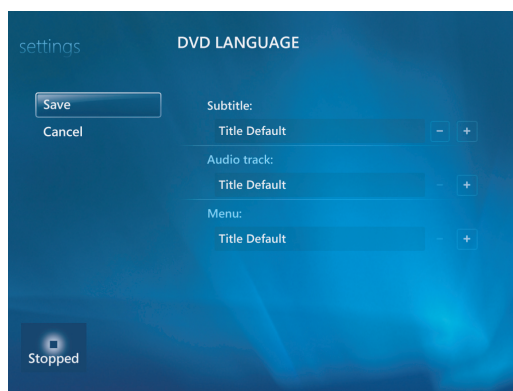 settings
DVD LANGUAGE
Save
Cancel
Subtitle:
Title Default
- +
Audio track:
Title Default
- +
Menu:
Title Default
- +
Stopped